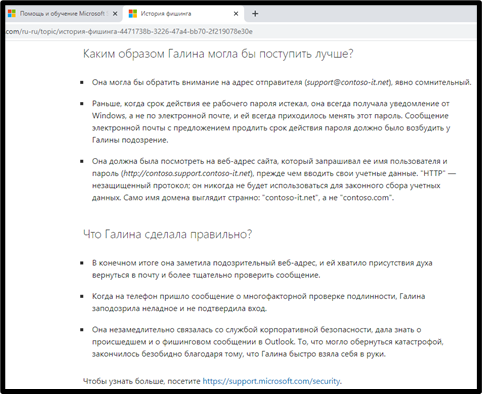 Помощь и обучение Microsoft
История фишинга
com/ru-ru/topic/история-фишинга-4471738b-3226-47a4-bb70-2f219078e30e
Каким образом Галина могла бы поступить лучше?
Она могла бы обратить внимание на адрес отправителя (support@contoso-it.net), явно сомнительный.
Раньше, когда срок действия ее рабочего пароля истекал, она всегда получала уведомление от
Windows, а не по электронной почте, и ей всегда приходилось менять этот пароль. Сообщение
электронной почты с предложением продлить срок действия пароля должно было возбудить у
Галины подозрение.
Она должна была посмотреть на веб-адрес сайта, который запрашивал ее имя пользователя и
пароль (http://contoso.support.contoso-it.net), прежде чем вводить свои учетные данные. "HTTP" —
незащищенный протокол; он никогда не будет использоваться для законного сбора учетных
данных. Само имя домена выглядит странно: "contoso-it.net", а не "contoso.com".
Что Галина сделала правильно?
В конечном итоге она заметила подозрительный веб-адрес, и ей хватило присутствия духа
вернуться в почту и более тщательно проверить сообщение.
Когда на телефон пришло сообщение о многофакторной проверке подлинности, Галина
заподозрила неладное и не подтвердила вход.
Она незамедлительно связалась со службой корпоративной безопасности, дала знать о
происшедшем и о фишинговом сообщении в Outlook. То, что могло обернуться катастрофой,
закончилось безобидно благодаря тому, что Галина быстро взяла себя в руки.
Чтобы узнать больше, посетите https://support.microsoft.com/security.